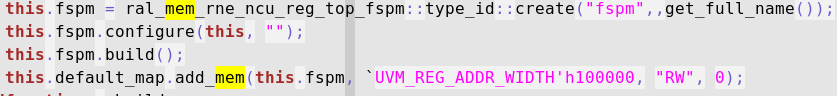 this.fspm = ral_mem_rne_ncu_reg_top_fspm::type_id::create("fspm",,get_full_name());
this.fspm.configure(this, "");
this.fspm.build();
this.default_map.add_mem(this.fspm, `UVM_REG_ADDR_WIDTH'h100000, "RW", 0);